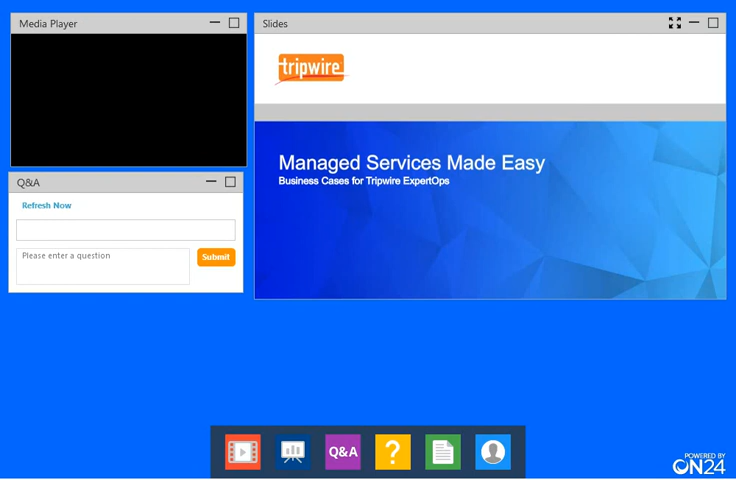 Media Player
Slides
tripwire
Managed Services Made Easy
Business Cases for Tripwire ExpertOps
Q&A
Refresh Now
Please enter a question
Submit
Q&A
?
POWERED BY
ON24